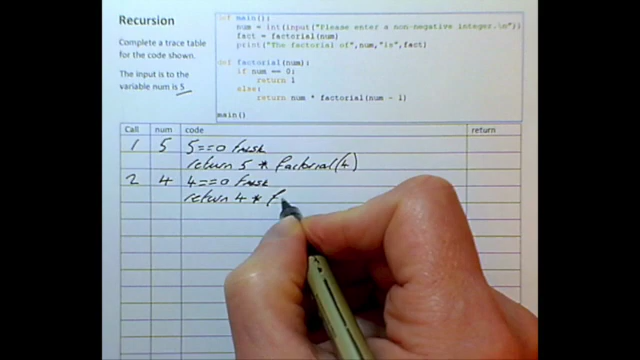 Recursion
Complete a trace table
for the code shown.
The input is to the
variable num is 5
def main():
num = int(input("Please enter a non-negative integer.\n"))
fact = factorial(num)
print("The factorial of",num,"is",fact)
def factorial(num):
if num == 0:
return 1
else:
return num * factorial(num - 1)
main()
Call num code return
1 5 5==0 False
return 5 * factorial(4)
2 4 4==0 False
return 4 * f